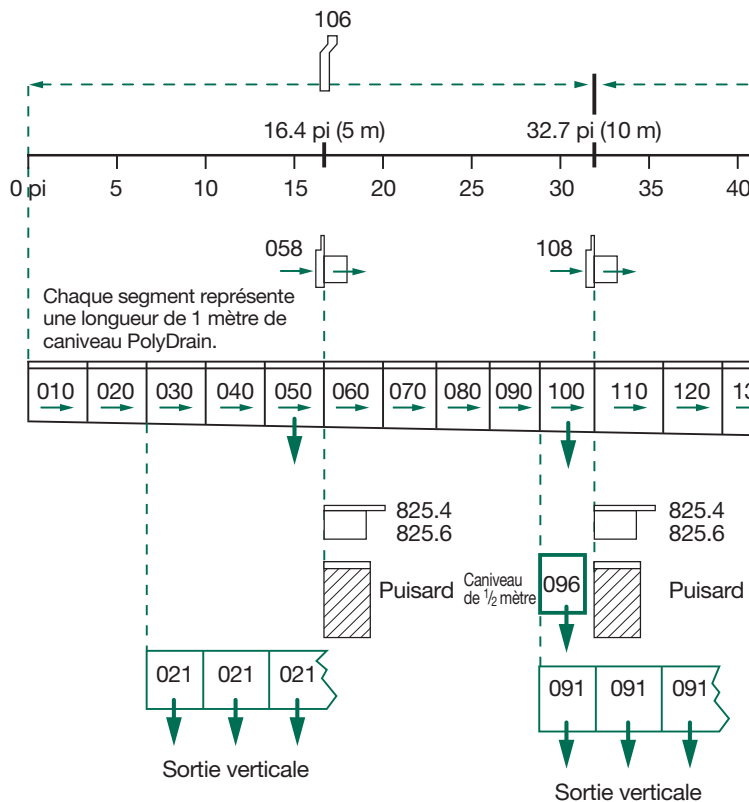 106
16.4 pi (5 m)
32.7 pi (10 m)
0 pi
5
10
15
20
25
30
35
40
058
108
Chaque segment représente
une longueur de 1 mètre de
caniveau PolyDrain.
010
020
030
040
050
060
070
080
090
100
110
120
825.4
825.6
825.4
825.6
Puisard
Caniveau
de ½ mètre
096
Puisard
021
021
021
091
091
091
Sortie verticale
Sortie verticale